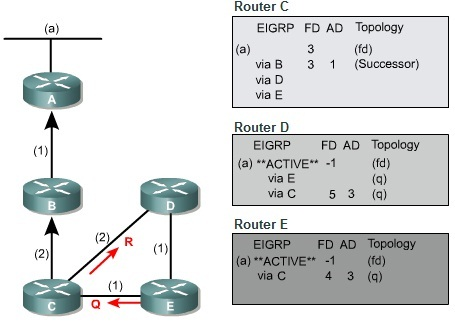 (a)
A
(1)
B
(2)
(2)
R
D
(1)
(1)
C
Q
E
Router C
EIGRP FD AD Topology
(a) 3 (fd)
via B 3 1 (Successor)
via D
via E
Router D
EIGRP FD AD Topology
(a) **ACTIVE** -1 (fd)
via E (q)
via C 5 3 (q)
Router E
EIGRP FD AD Topology
(a) **ACTIVE** -1 (fd)
via C 4 3 (q)